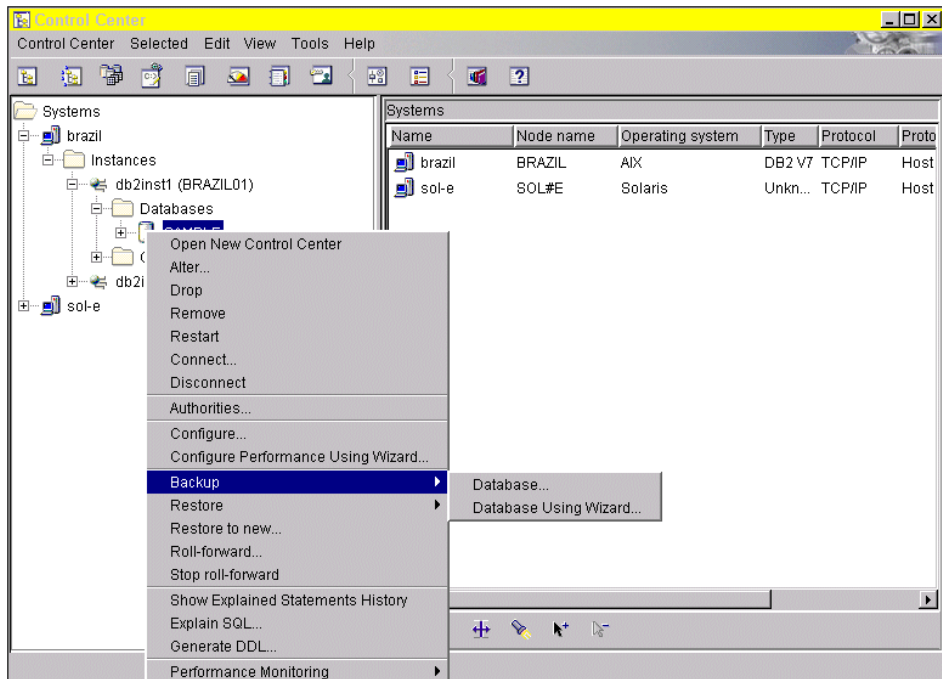 Control Center
Control Center Selected Edit View Tools Help
Systems
brazil
Instances
db2inst1 (BRAZIL01)
Databases
SAMPLE
db2i
sol-e
Systems
Name Node name Operating system Type Protocol Proto
brazil BRAZIL AIX DB2 V7 TCP/IP Host
sol-e SOL#E Solaris Unkn... TCP/IP Host
Open New Control Center
Alter...
Drop
Remove
Restart
Connect...
Disconnect
Authorities...
Configure...
Configure Performance Using Wizard...
Backup
Restore
Restore to new...
Roll-forward...
Stop roll-forward
Show Explained Statements History
Explain SQL...
Generate DDL...
Performance Monitoring
Database...
Database Using Wizard...